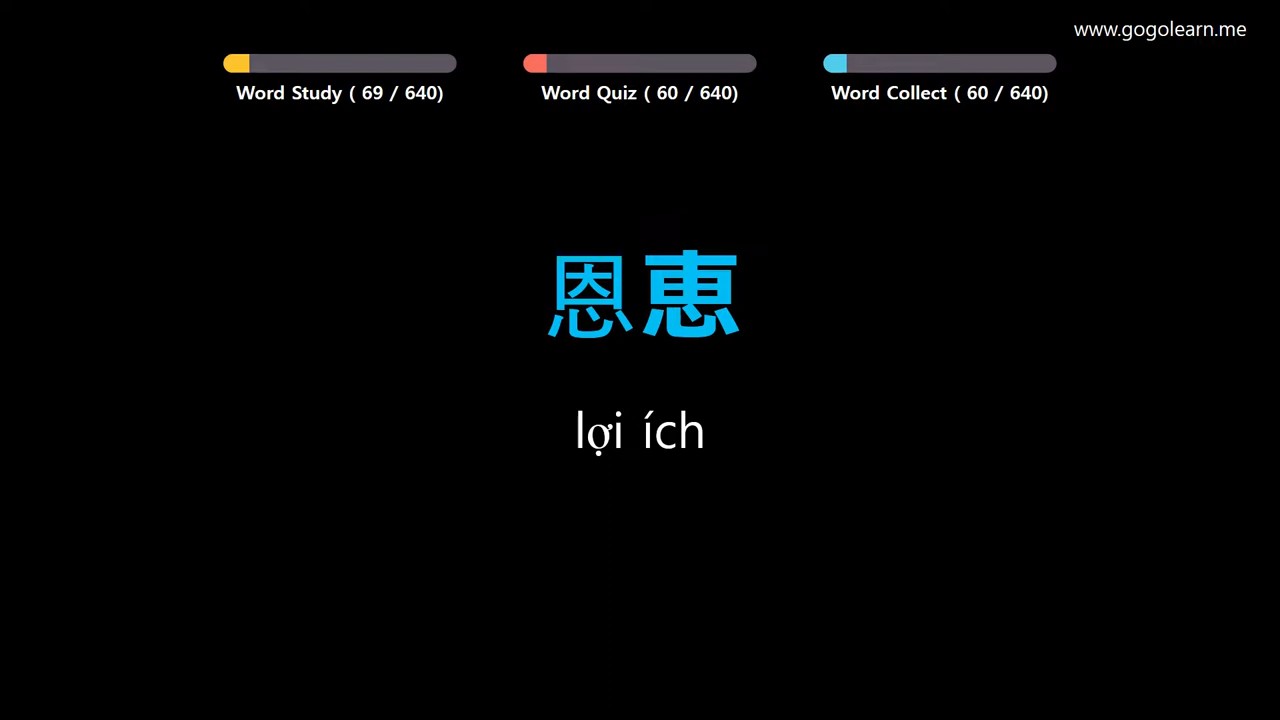 www.gogolearn.me
Word Study ( 69 / 640)
Word Quiz ( 60 / 640)
Word Collect ( 60 / 640)
恩恵
lợi ích